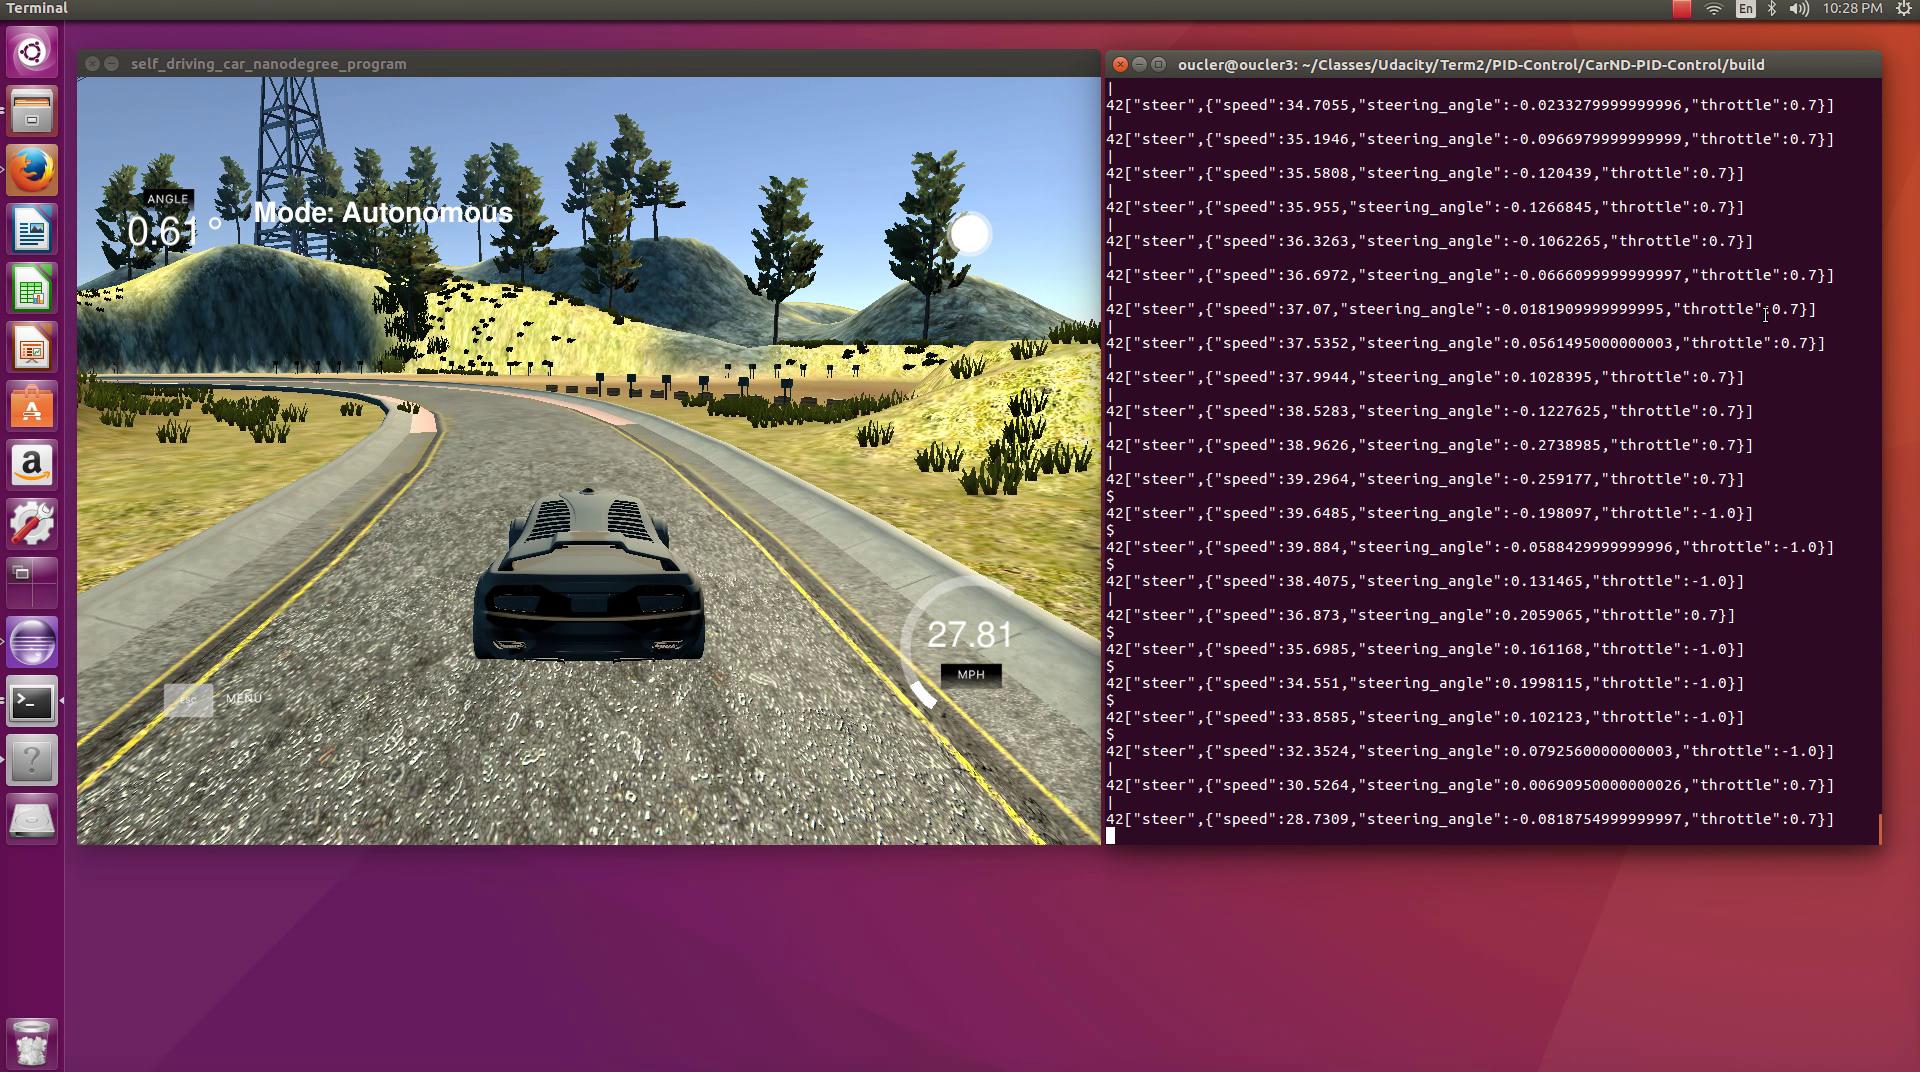 Terminal
En
10:28 PM
self_driving_car_nanodegree_program
ANGLE
0.61°
Mode: Autonomous
27.81
MPH
ESC
MENU
oucler@oucler3: ~/Classes/Udacity/Term2/PID-Control/CarND-PID-Control/build
|
42["steer",{"speed":34.7055,"steering_angle":-0.0233279999999996,"throttle":0.7}]
|
42["steer",{"speed":35.1946,"steering_angle":-0.0966979999999999,"throttle":0.7}]
|
42["steer",{"speed":35.5808,"steering_angle":-0.120439,"throttle":0.7}]
|
42["steer",{"speed":35.955,"steering_angle":-0.1266845,"throttle":0.7}]
|
42["steer",{"speed":36.3263,"steering_angle":-0.1062265,"throttle":0.7}]
|
42["steer",{"speed":36.6972,"steering_angle":-0.0666099999999997,"throttle":0.7}]
|
42["steer",{"speed":37.07,"steering_angle":-0.0181909999999995,"throttle":0.7}]
|
42["steer",{"speed":37.5352,"steering_angle":0.0561495000000003,"throttle":0.7}]
|
42["steer",{"speed":37.9944,"steering_angle":0.1028395,"throttle":0.7}]
|
42["steer",{"speed":38.5283,"steering_angle":-0.1227625,"throttle":0.7}]
|
42["steer",{"speed":38.9626,"steering_angle":-0.2738985,"throttle":0.7}]
|
42["steer",{"speed":39.2964,"steering_angle":-0.259177,"throttle":0.7}]
$
42["steer",{"speed":39.6485,"steering_angle":-0.198097,"throttle":-1.0}]
$
42["steer",{"speed":39.884,"steering_angle":-0.0588429999999996,"throttle":-1.0}]
$
42["steer",{"speed":38.4075,"steering_angle":0.131465,"throttle":-1.0}]
|
42["steer",{"speed":36.873,"steering_angle":0.2059065,"throttle":0.7}]
$
42["steer",{"speed":35.6985,"steering_angle":0.161168,"throttle":-1.0}]
$
42["steer",{"speed":34.551,"steering_angle":0.1998115,"throttle":-1.0}]
$
42["steer",{"speed":33.8585,"steering_angle":0.102123,"throttle":-1.0}]
$
42["steer",{"speed":32.3524,"steering_angle":0.0792560000000003,"throttle":-1.0}]
|
42["steer",{"speed":30.5264,"steering_angle":0.00690950000000026,"throttle":0.7}]
|
42["steer",{"speed":28.7309,"steering_angle":-0.0818754999999997,"throttle":0.7}]